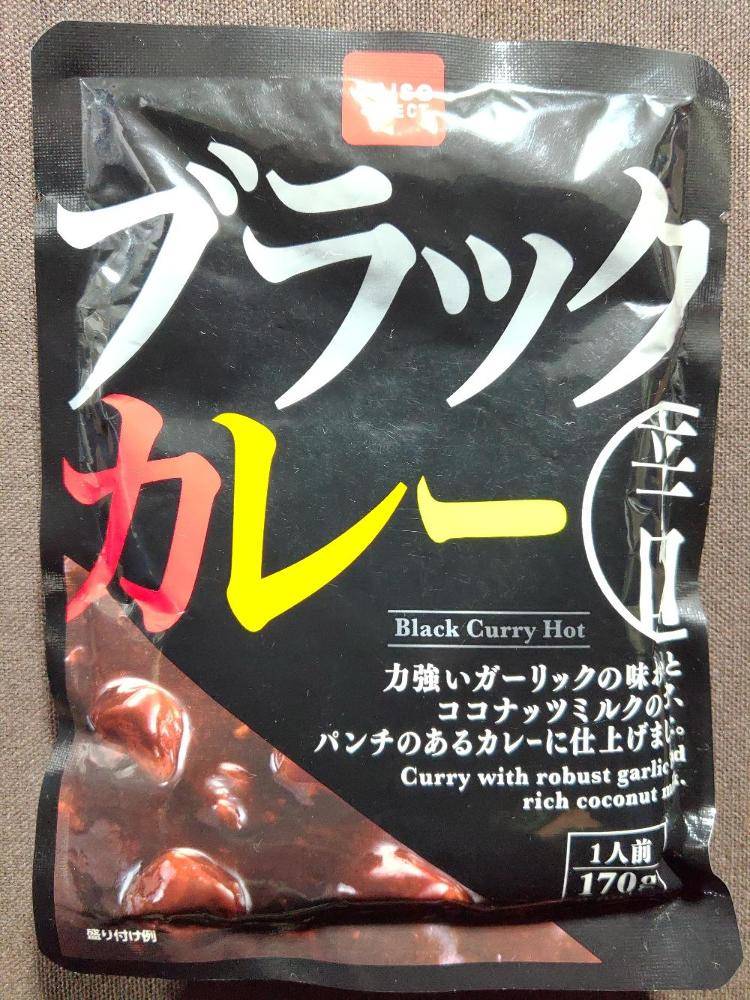 ブラック
カレー
辛口
Black Curry Hot
力強いガーリックの味
ココナッツミルクの
パンチのあるカレーに仕上げま
Curry with robust garlic
rich coconut
1人前
170g
盛り付け例